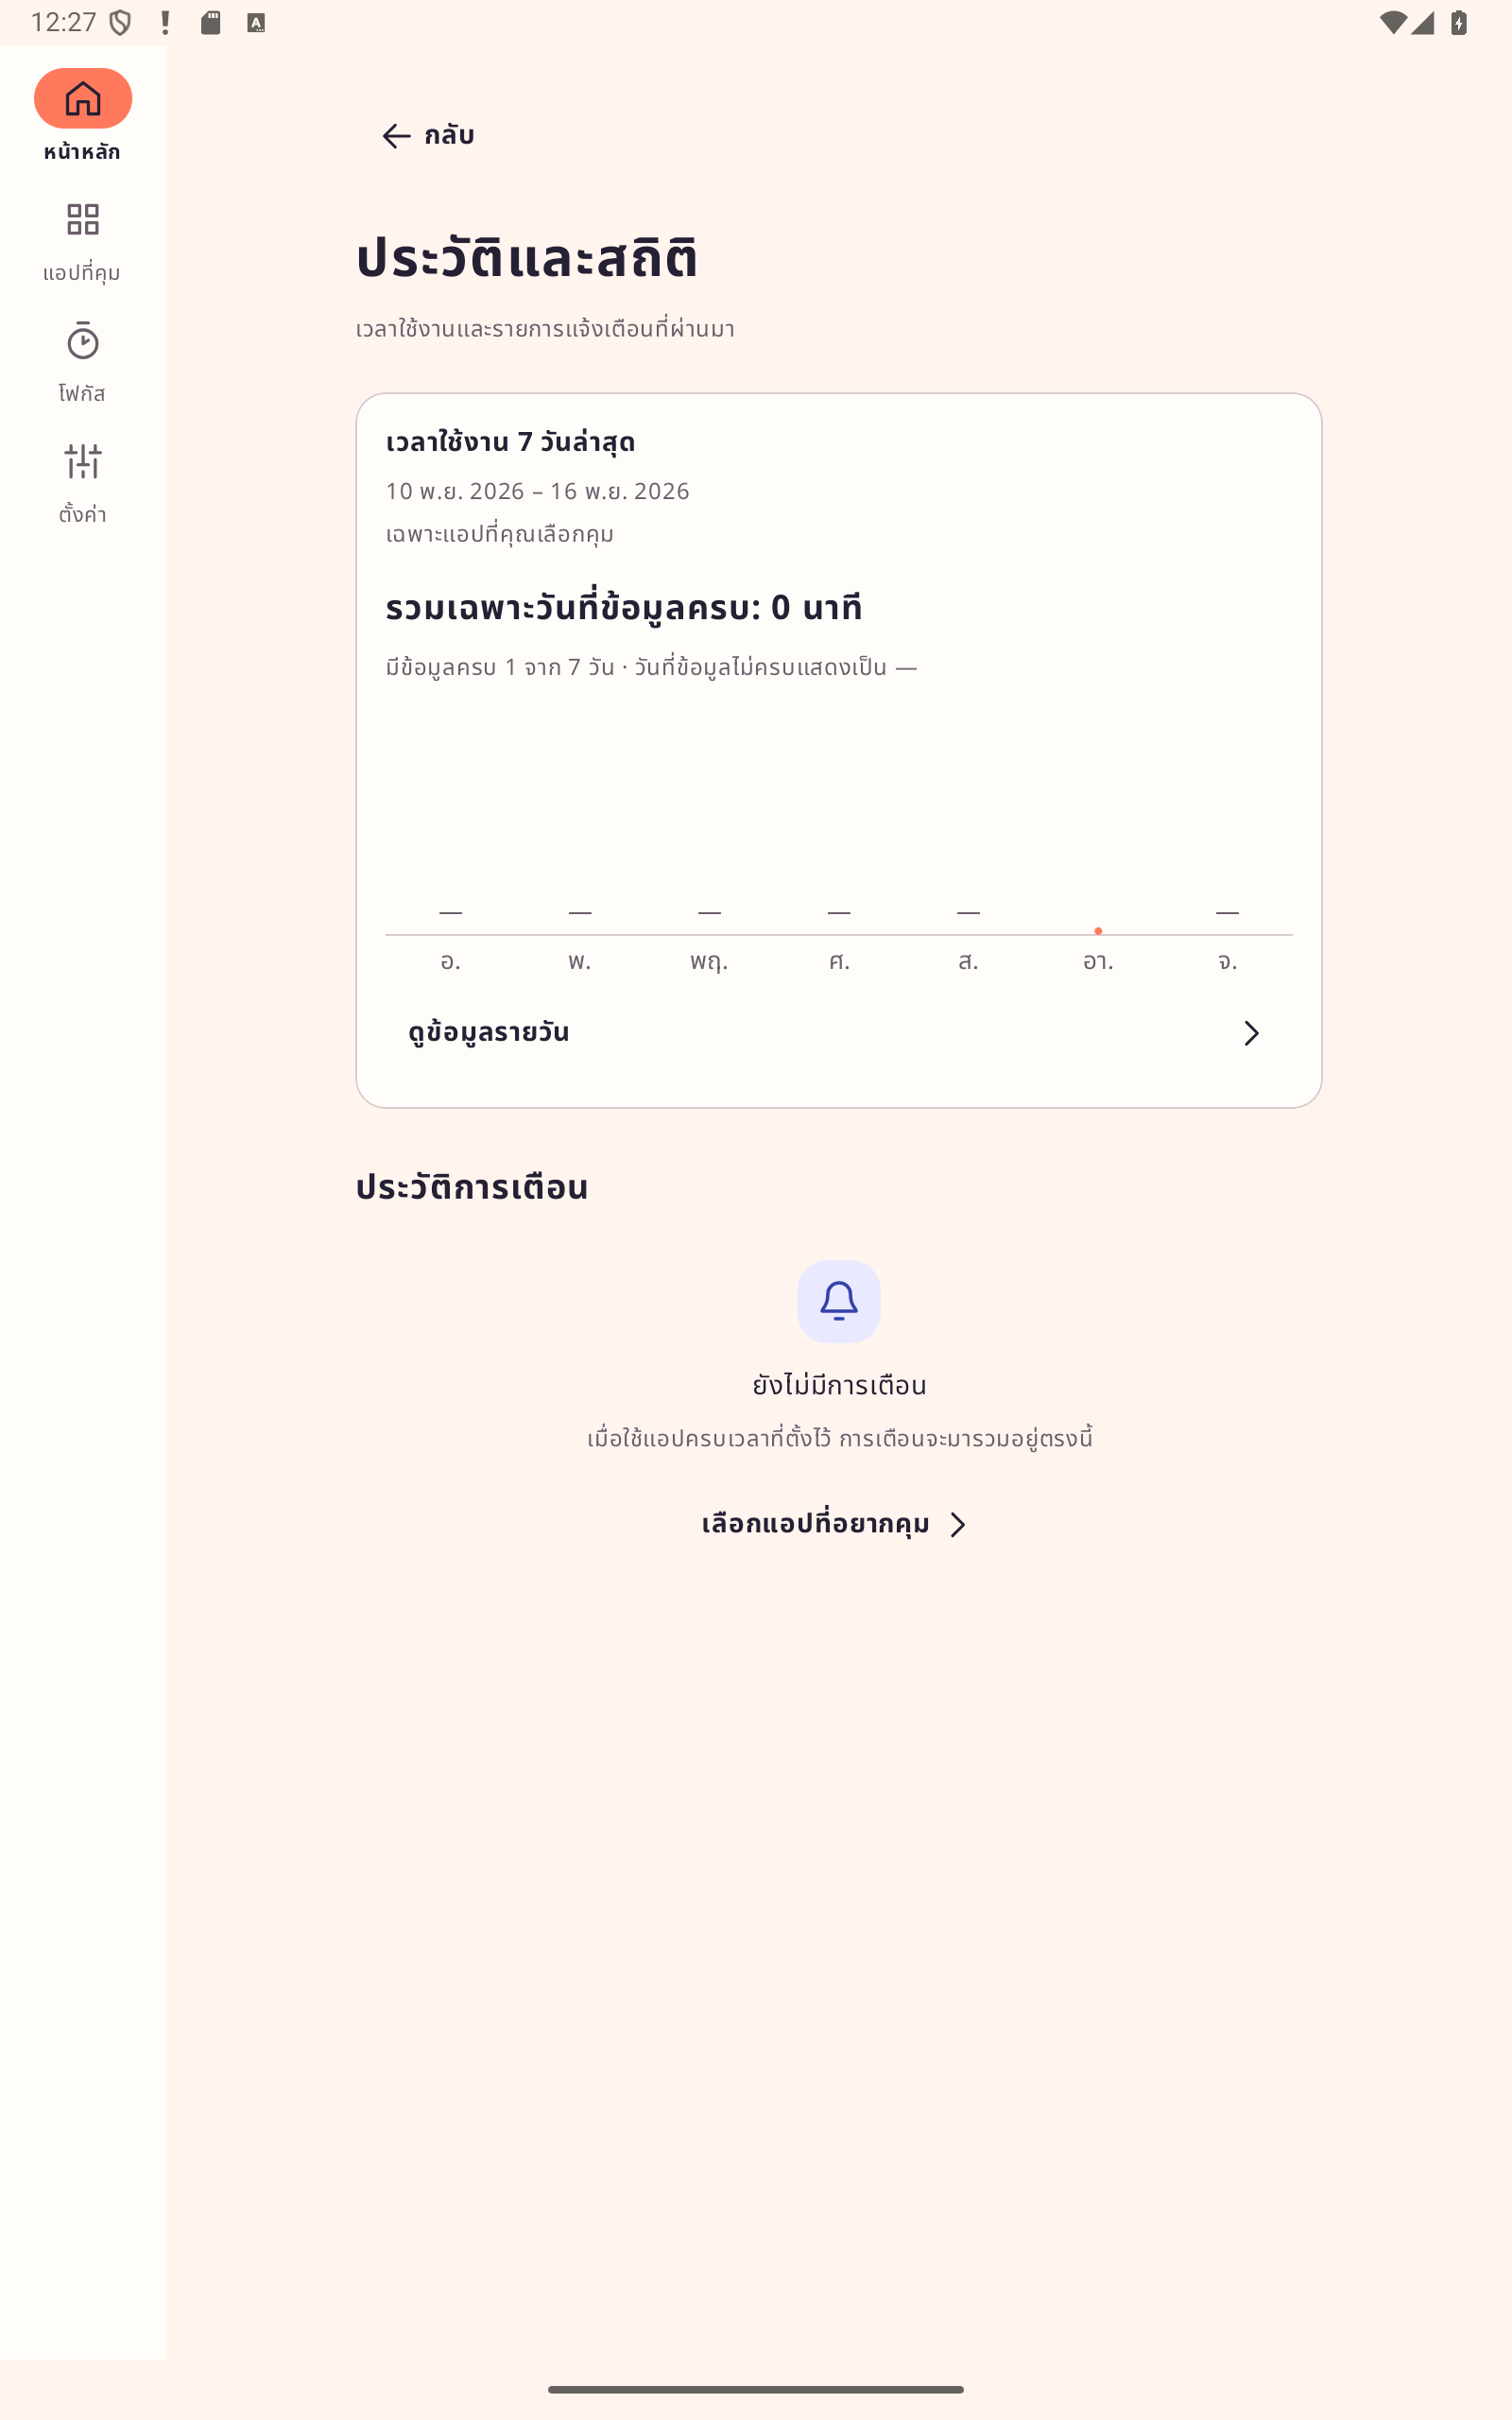 12:27
หน้าหลัก
แอปที่คุม
โฟกัส
ตั้งค่า
กลับ
ประวัติและสถิติ
เวลาใช้งานและรายการแจ้งเตือนที่ผ่านมา
เวลาใช้งาน 7 วันล่าสุด
10 พ.ย. 2026 – 16 พ.ย. 2026
เฉพาะแอปที่คุณเลือกคุม
รวมเฉพาะวันที่ข้อมูลครบ: 0 นาที
มีข้อมูลครบ 1 จาก 7 วัน · วันที่ข้อมูลไม่ครบแสดงเป็น —
— — — — — —
อ. พ. พฤ. ศ. ส. อา. จ.
ดูข้อมูลรายวัน
ประวัติการเตือน
ยังไม่มีการเตือน
เมื่อใช้แอปครบเวลาที่ตั้งไว้ การเตือนจะมารวมอยู่ตรงนี้
เลือกแอปที่อยากคุม